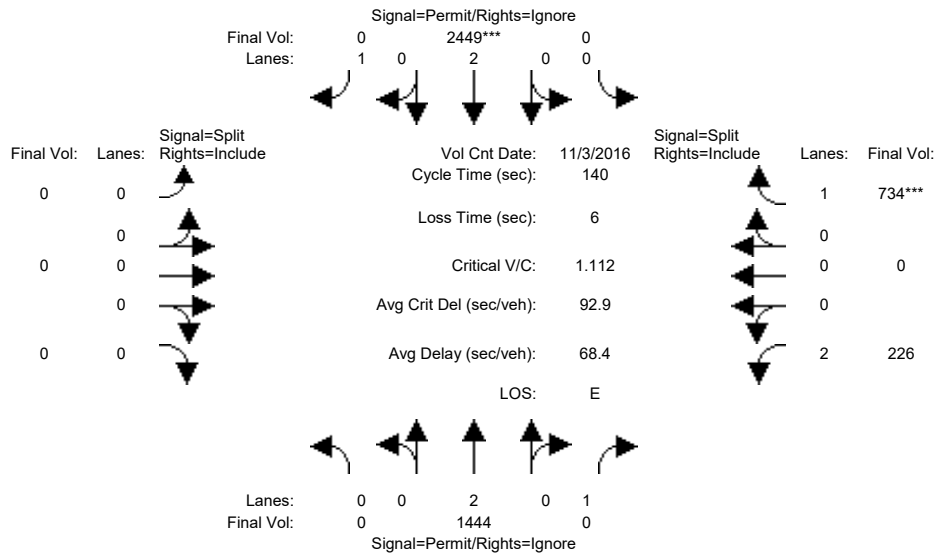 Signal=Permit/Rights=Ignore
Final Vol: 0 2449*** 0
Lanes: 1 0 2 0 0
Signal=Split
Final Vol: Lanes: Rights=Include
Vol Cnt Date: 11/3/2016
Signal=Split
Rights=Include Lanes: Final Vol:
Cycle Time (sec): 140
0 0
1 734***
Loss Time (sec): 6
0
0
0 0
Critical V/C: 1.112
0 0
0
Avg Crit Del (sec/veh): 92.9
0
0 0
Avg Delay (sec/veh): 68.4
2 226
LOS: E
Lanes: 0 0 2 0 1
Final Vol: 0 1444 0
Signal=Permit/Rights=Ignore